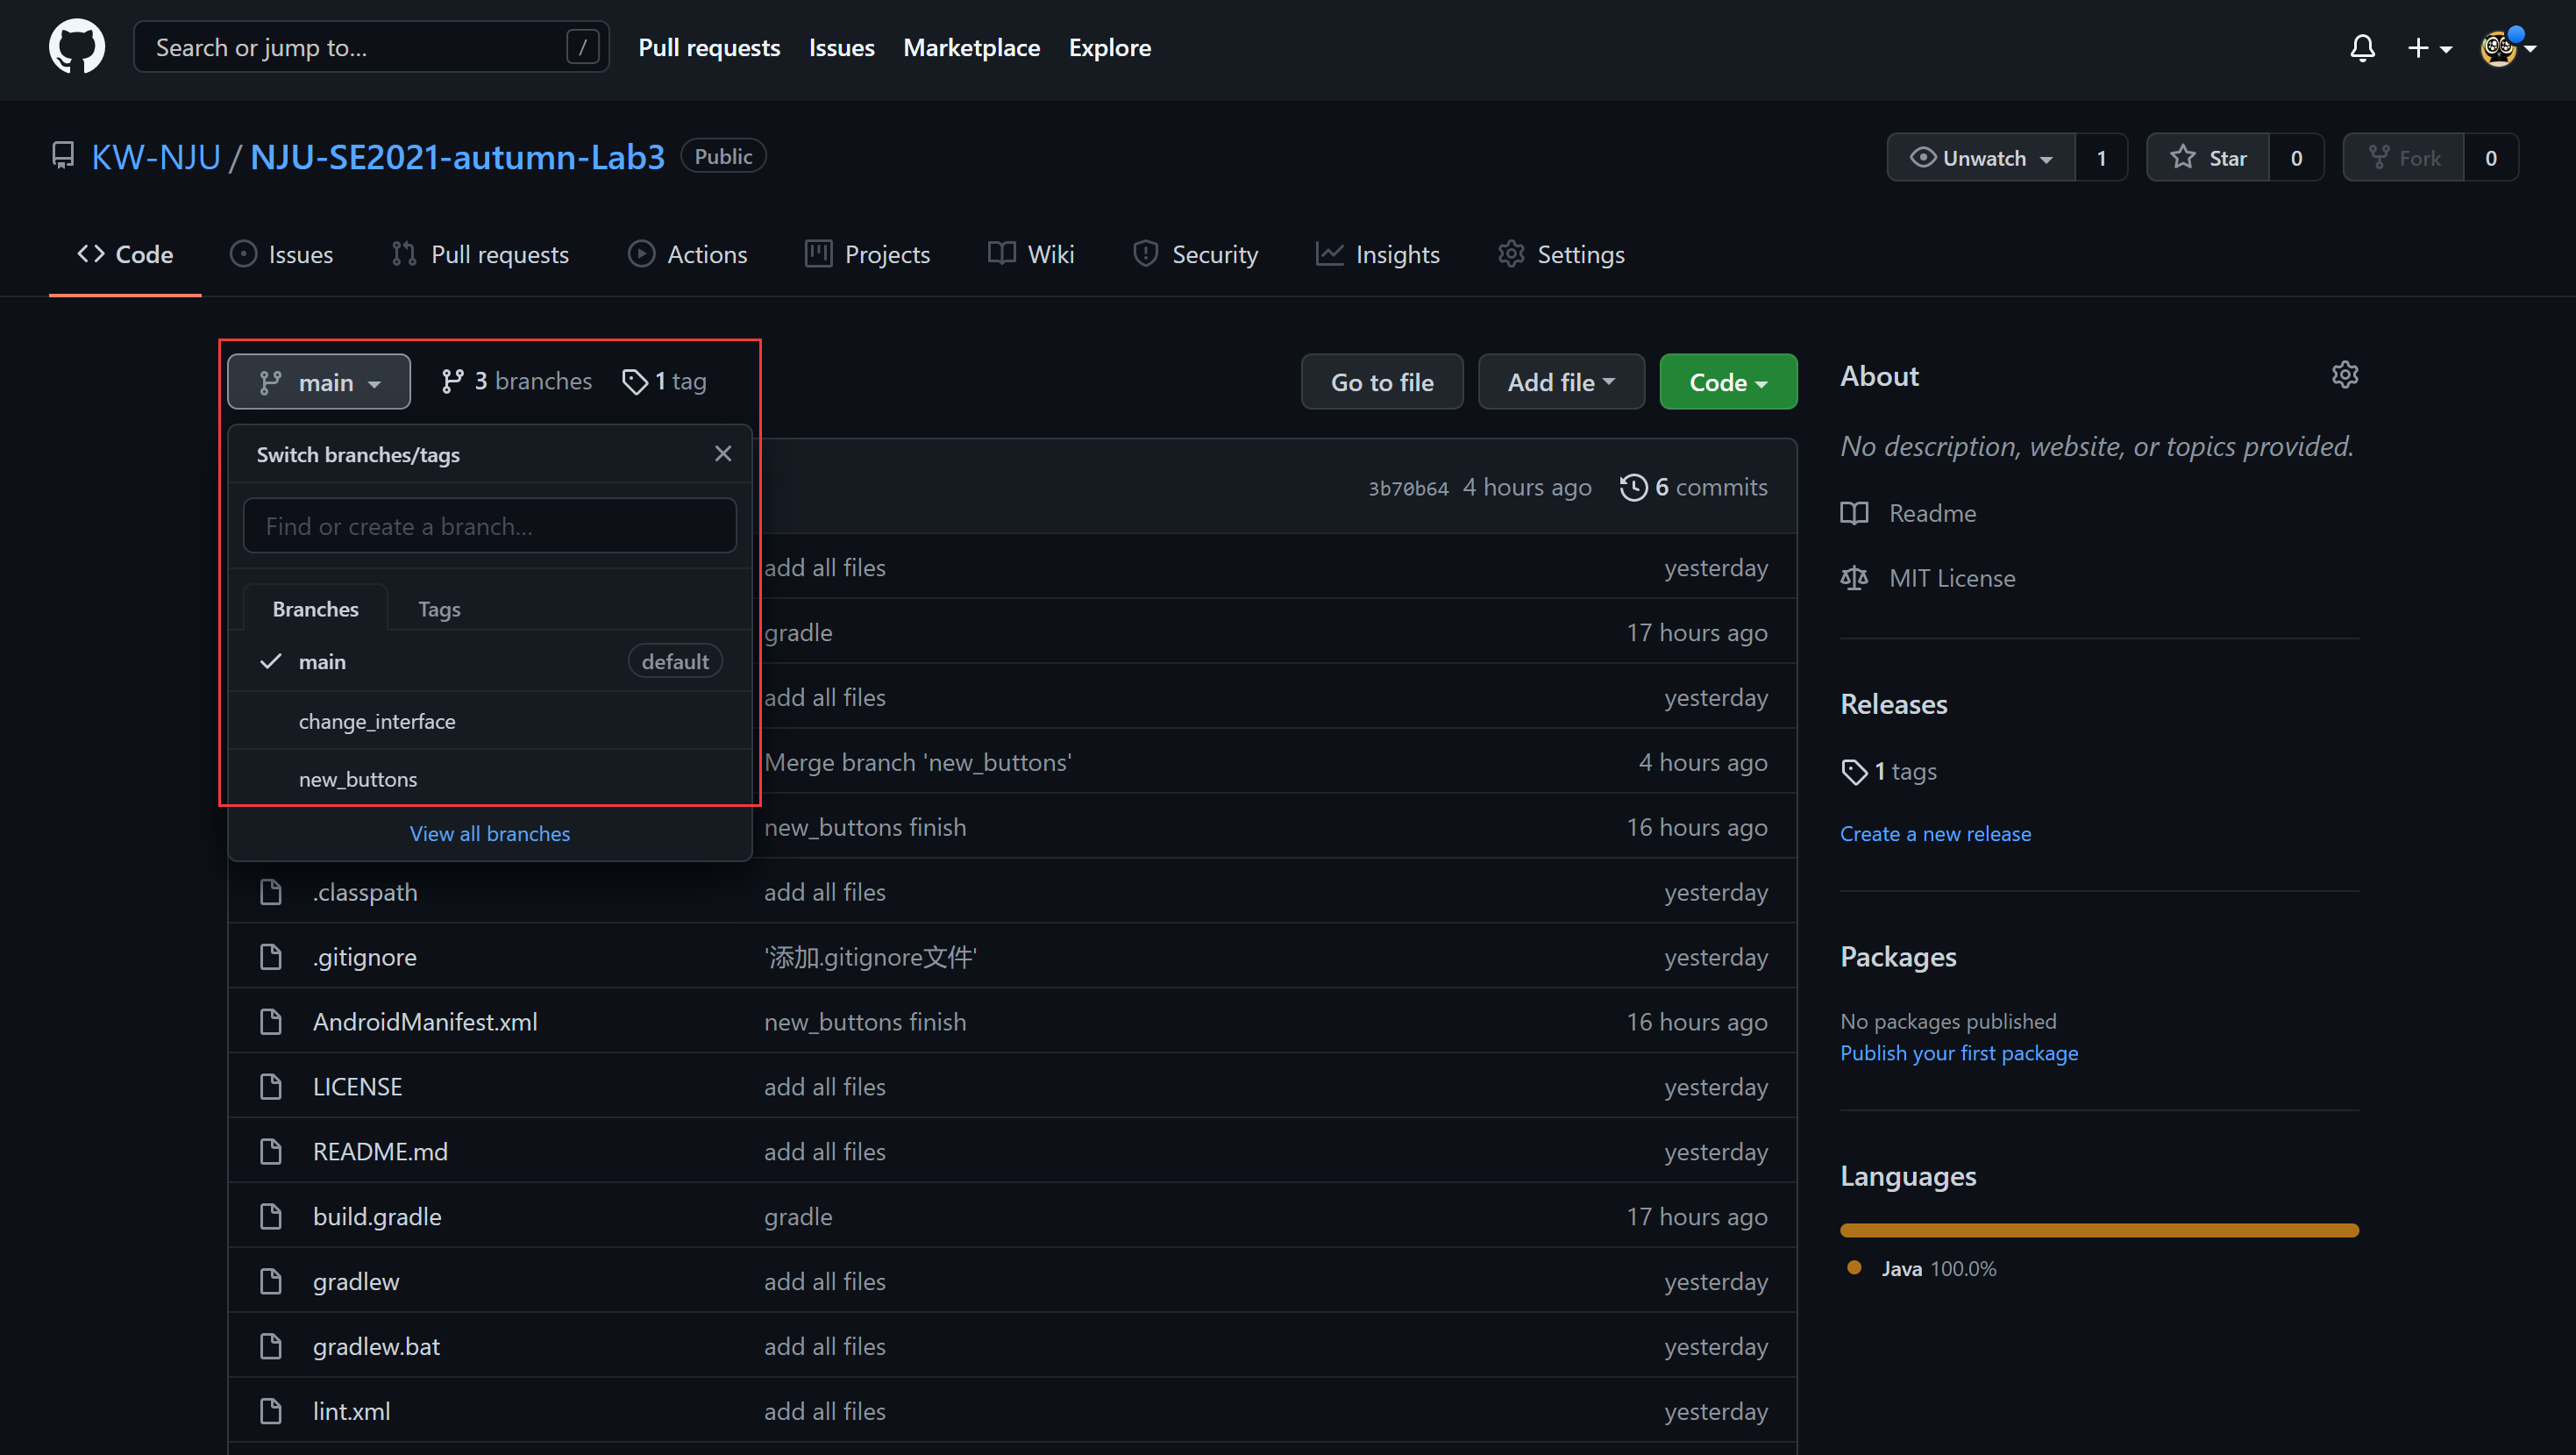 Search or jump to... /
Pull requests Issues Marketplace Explore
KW-NJU / NJU-SE2021-autumn-Lab3 Public
Unwatch 1 Star 0 Fork 0
Code Issues Pull requests Actions Projects Wiki Security Insights Settings
main 3 branches 1 tag
Go to file Add file Code
Switch branches/tags
Find or create a branch...
Branches Tags
main default
change_interface
new_buttons
View all branches
3b70b64 4 hours ago 6 commits
add all files yesterday
gradle 17 hours ago
add all files yesterday
Merge branch 'new_buttons' 4 hours ago
new_buttons finish 16 hours ago
.classpath add all files yesterday
.gitignore '添加.gitignore文件' yesterday
AndroidManifest.xml new_buttons finish 16 hours ago
LICENSE add all files yesterday
README.md add all files yesterday
build.gradle gradle 17 hours ago
gradlew add all files yesterday
gradlew.bat add all files yesterday
lint.xml add all files yesterday
About
No description, website, or topics provided.
Readme
MIT License
Releases
1 tags
Create a new release
Packages
No packages published
Publish your first package
Languages
Java 100.0%